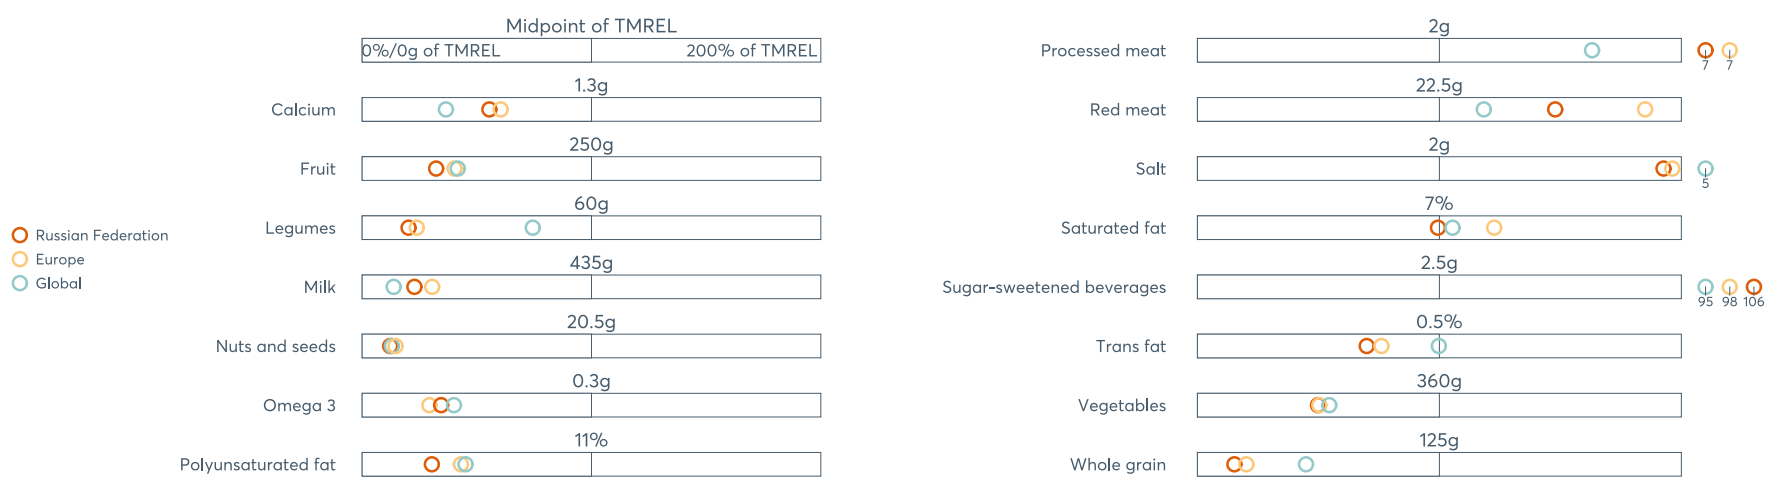 Midpoint of TMREL
0%/0g of TMREL 200% of TMREL
1.3g
Calcium
250g
Fruit
60g
Legumes
435g
Milk
20.5g
Nuts and seeds
0.3g
Omega 3
11%
Polyunsaturated fat
Russian Federation
Europe
Global
2g
Processed meat
7 7
22.5g
Red meat
2g
Salt
5
7%
Saturated fat
2.5g
Sugar-sweetened beverages
95 98 106
0.5%
Trans fat
360g
Vegetables
125g
Whole grain